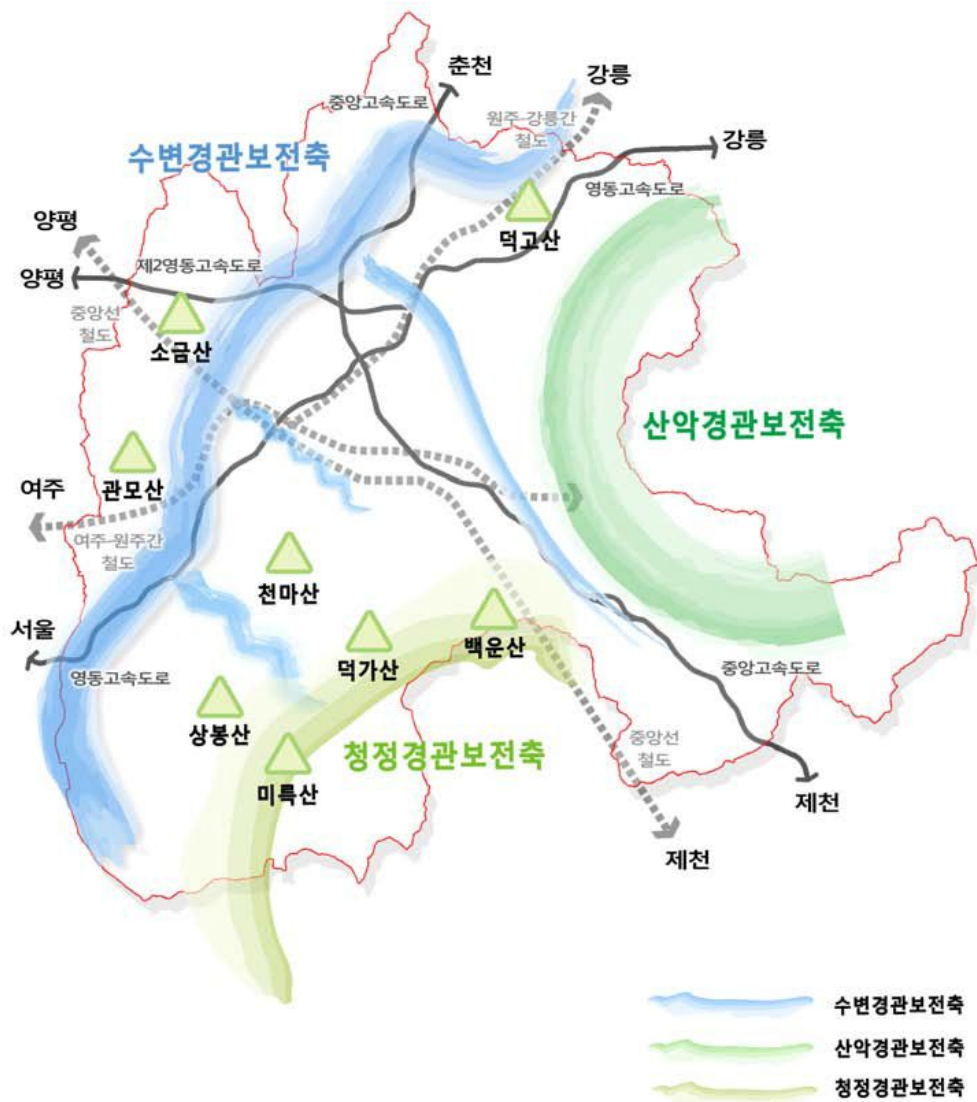 춘천
강릉
중앙고속도로
원주-강릉간
철도
강릉
수변경관보전축
영동고속도로
양평
덕고산
양평
제2영동고속도로
중앙선
철도
소금산
산악경관보전축
관모산
여주
여주-원주간
철도
천마산
서울
덕가산
백운산
영동고속도로
중앙고속도로
상봉산
청정경관보전축
중앙선
철도
미륵산
제천
제천
수변경관보전축
산악경관보전축
청정경관보전축